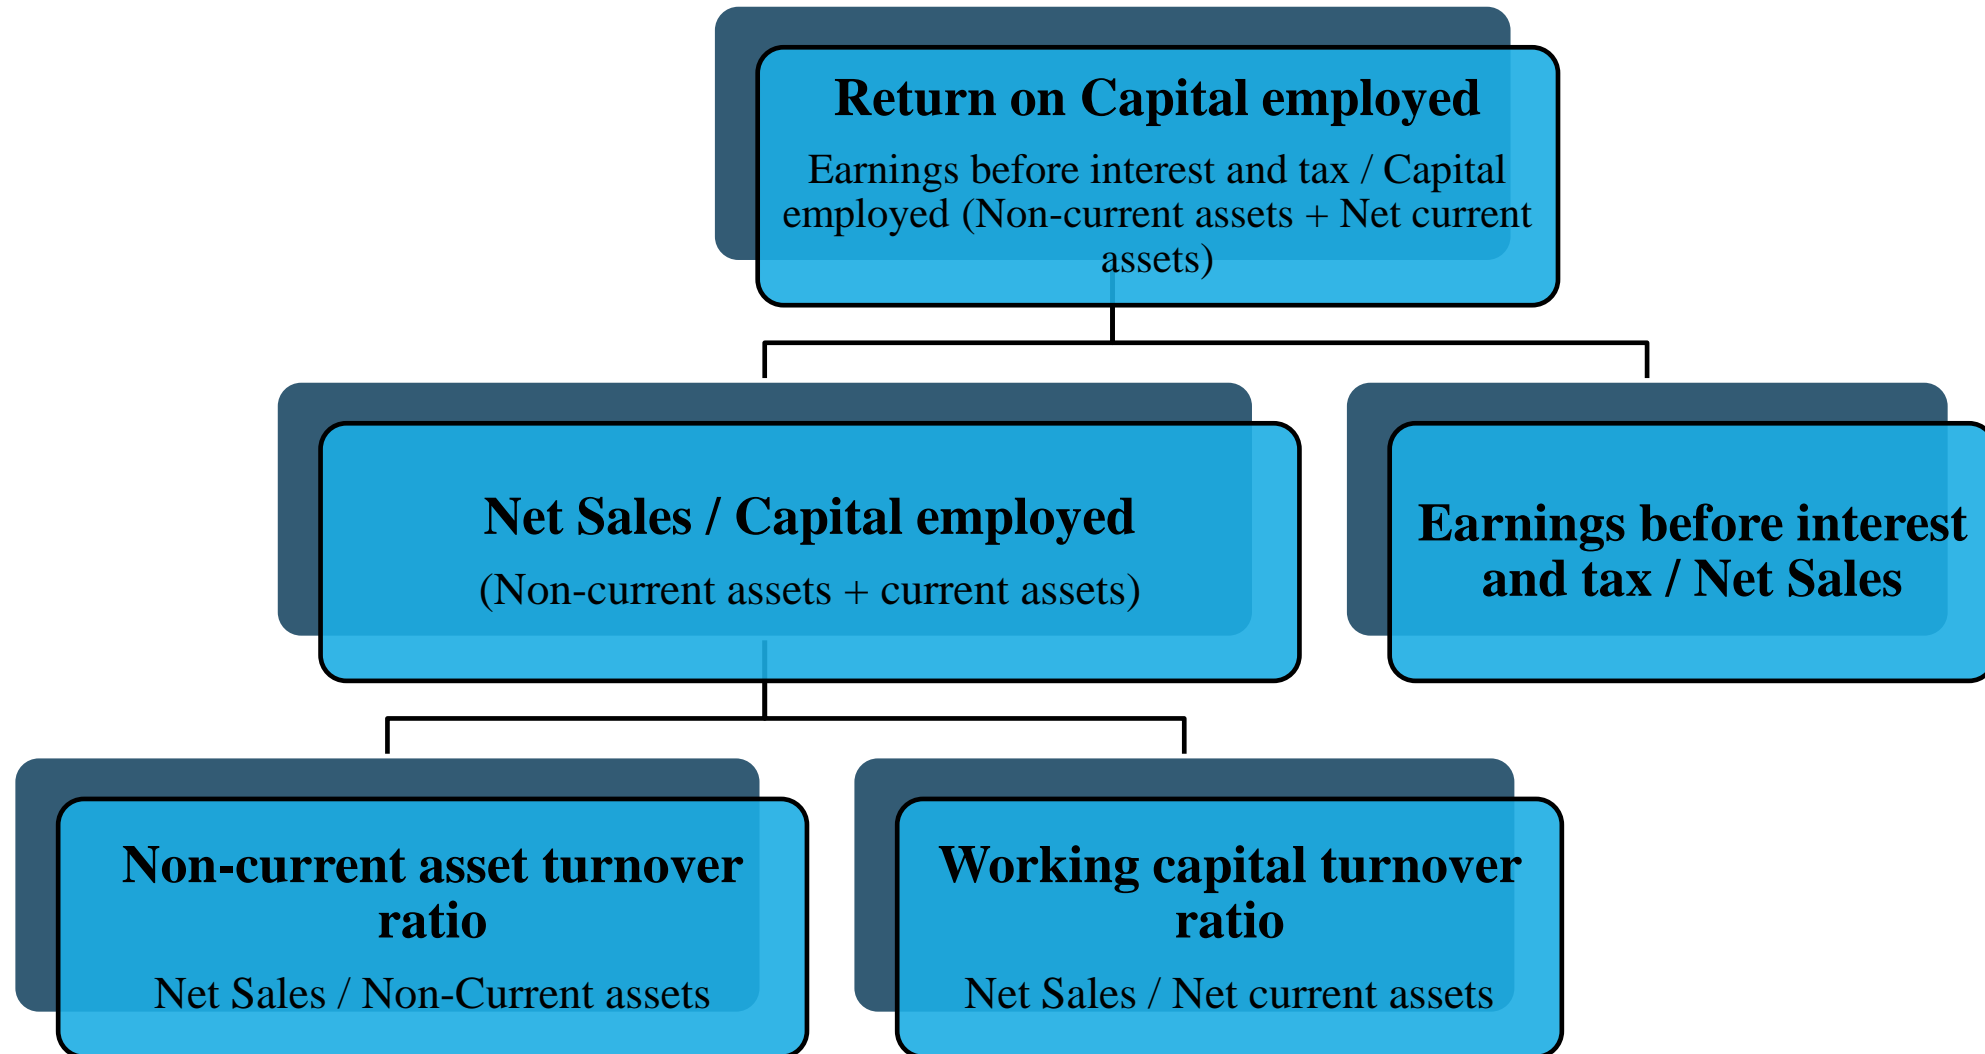 Return on Capital employed
Earnings before interest and tax / Capital
employed (Non-current assets + Net current
assets)
Net Sales / Capital employed
(Non-current assets + current assets)
Earnings before interest
and tax / Net Sales
Non-current asset turnover
ratio
Net Sales / Non-Current assets
Working capital turnover
ratio
Net Sales / Net current assets